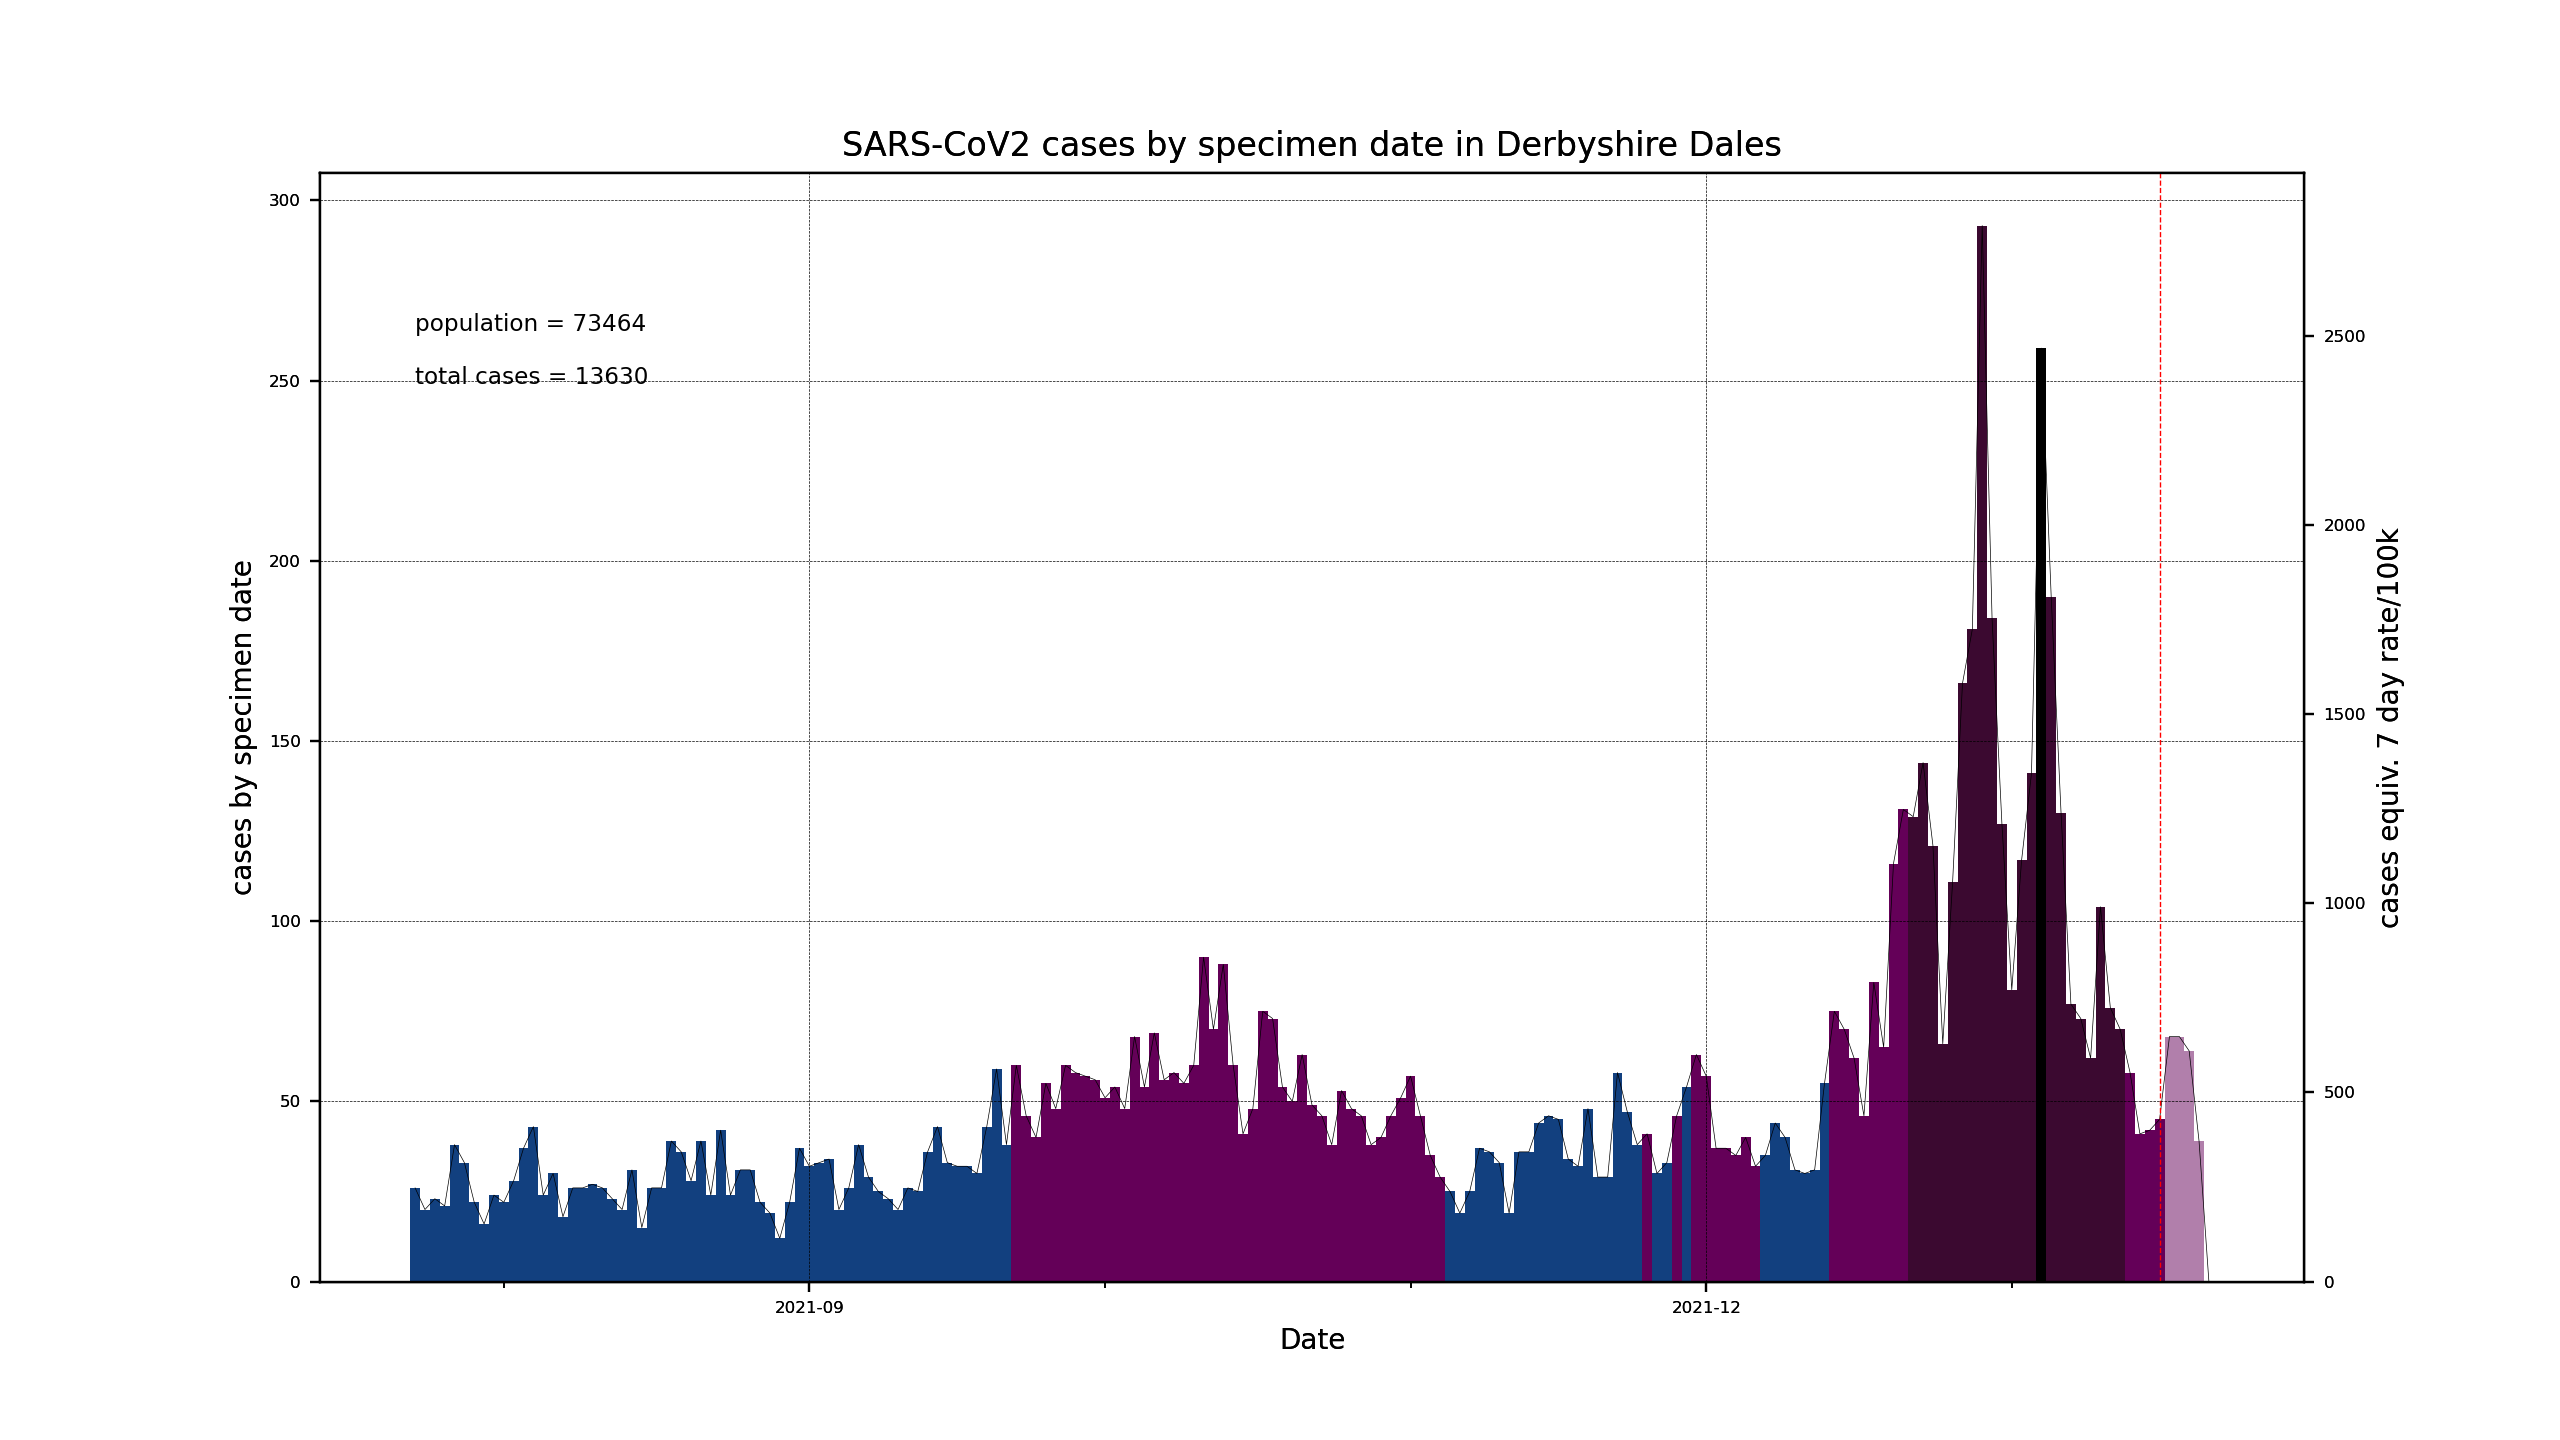 SARS-CoV2 cases by specimen date in Derbyshire Dales
population = 73464
total cases = 13630
cases by specimen date
300
250
200
150
100
50
0
cases equiv. 7 day rate/100k
2500
2000
1500
1000
500
0
2021-09
2021-12
Date